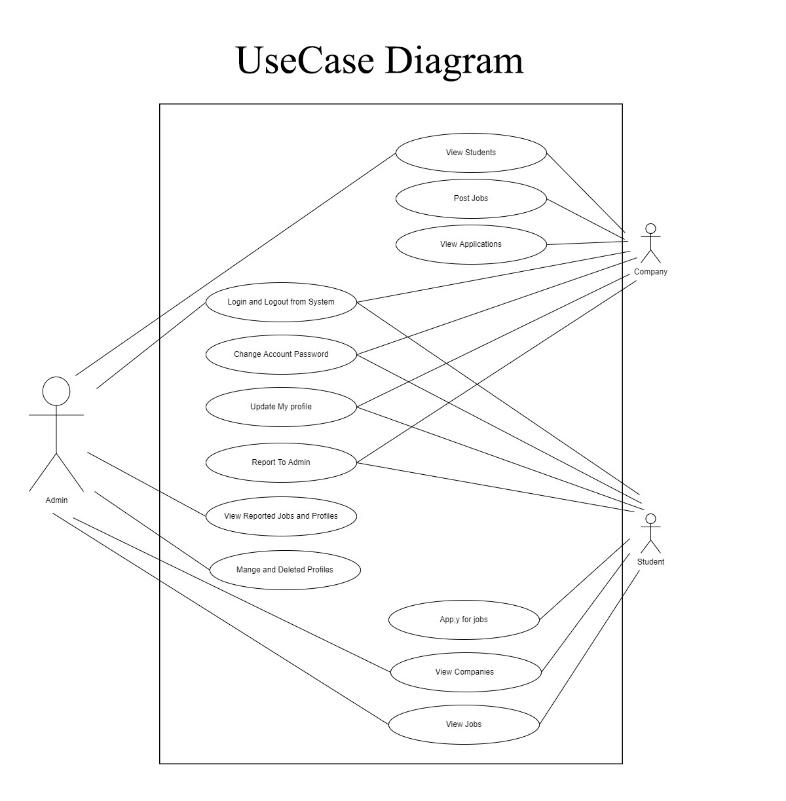 UseCase Diagram
View Students
Post Jobs
View Applications
Company
Login and Logout from System
Change Account Password
Update My profile
Report To Admin
Admin
View Reported Jobs and Profiles
Mange and Deleted Profiles
Student
Apply for jobs
View Companies
View Jobs